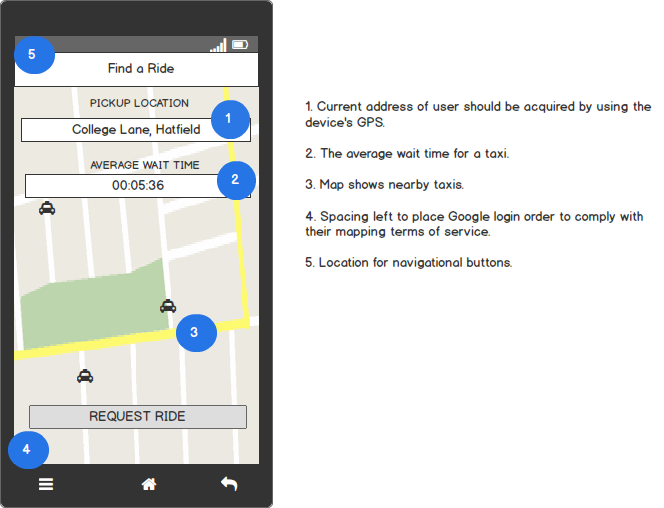 5
Find a Ride
PICKUP LOCATION
1
College Lane, Hatfield
AVERAGE WAIT TIME
2
00:05:36
3
REQUEST RIDE
4
1. Current address of user should be acquired by using the
device's GPS.
2. The average wait time for a taxi.
3. Map shows nearby taxis.
4. Spacing left to place Google login order to comply with
their mapping terms of service.
5. Location for navigational buttons.